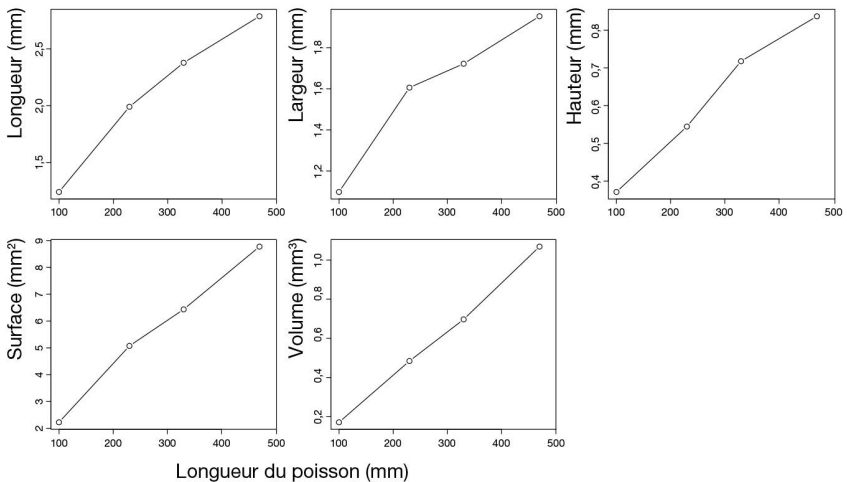 Longueur (mm)
2,5
2,0
1,5
100 200 300 400 500
Largeur (mm)
1,8
1,6
1,4
1,2
100 200 300 400 500
Hauteur (mm)
0,8
0,7
0,6
0,5
0,4
100 200 300 400 500
Surface (mm²)
9
8
7
6
5
4
3
2
100 200 300 400 500
Volume (mm³)
1,0
0,8
0,6
0,4
0,2
100 200 300 400 500
Longueur du poisson (mm)